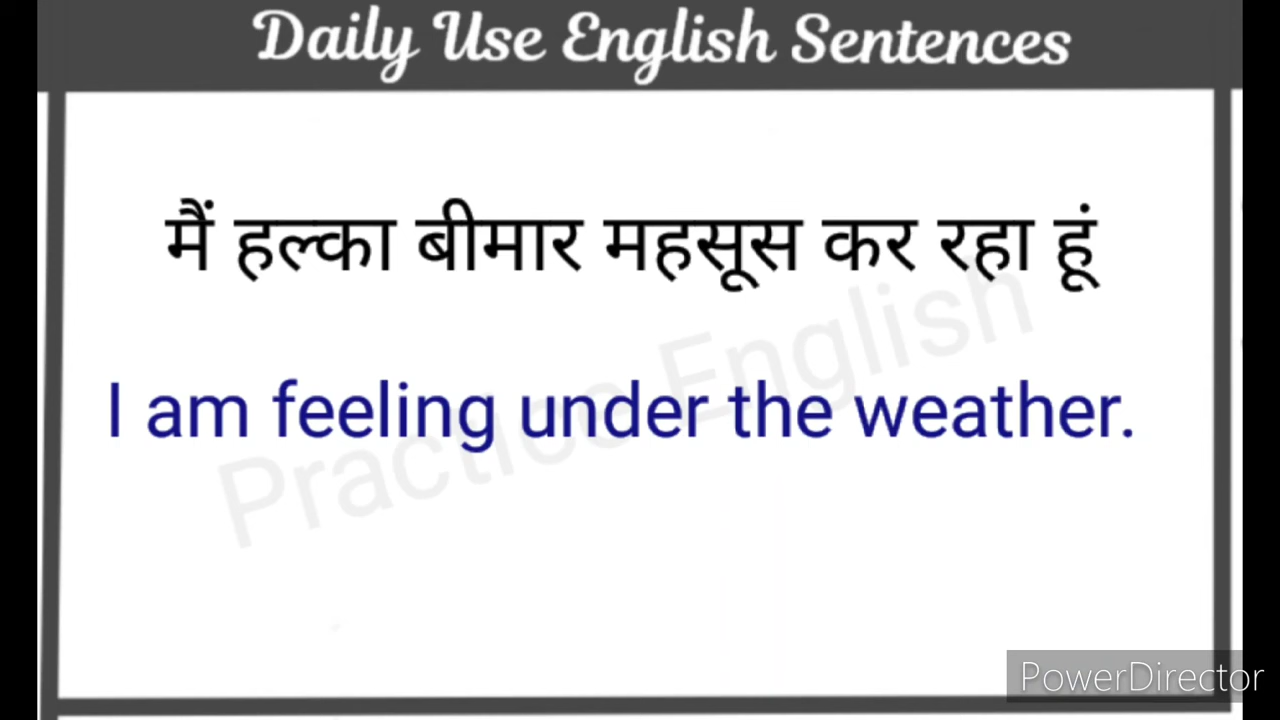 Daily Use English Sentences
मैं हल्का बीमार महसूस कर रहा हूं
I am feeling under the weather.
Practice English
PowerDirector